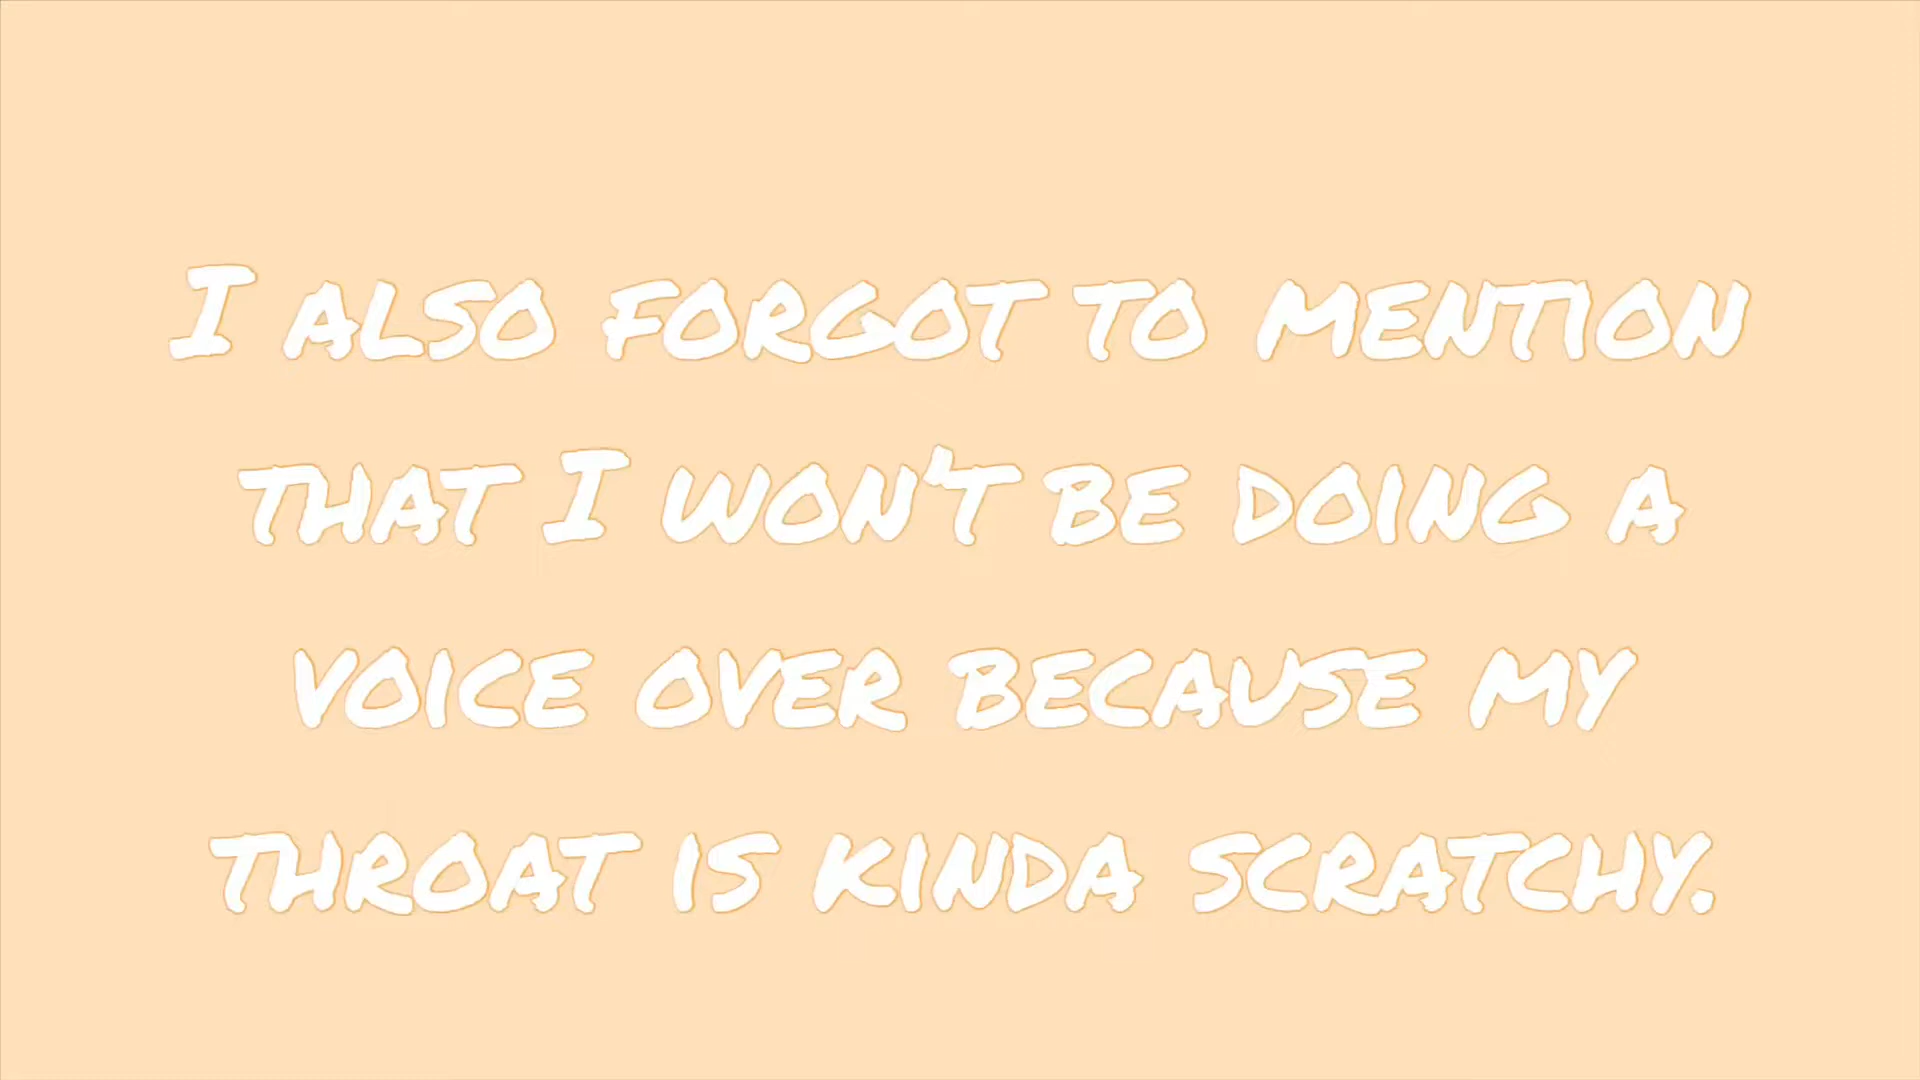 I also forgot to mention
that I won't be doing a
voice over because my
throat is kinda scratchy.